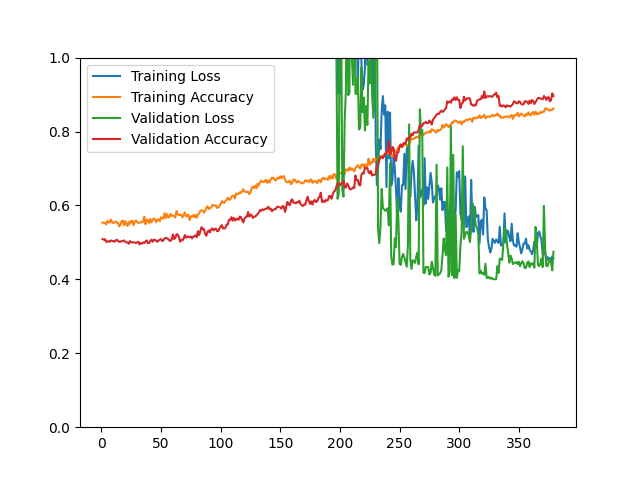 1.0
0.8
0.6
0.4
0.2
0.0
Training Loss
Training Accuracy
Validation Loss
Validation Accuracy
0 50 100 150 200 250 300 350